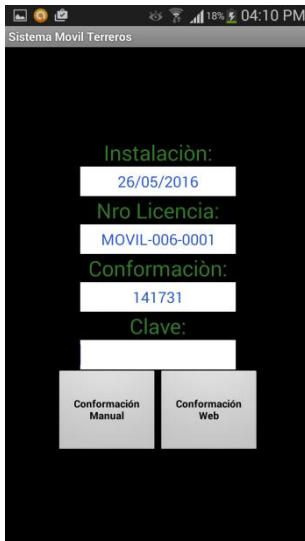 18% 04:10 PM
Sistema Movil Terreros
Instalaciòn:
26/05/2016
Nro Licencia:
MOVIL-006-0001
Conformaciòn:
141731
Clave:
Conformación Manual
Conformación Web